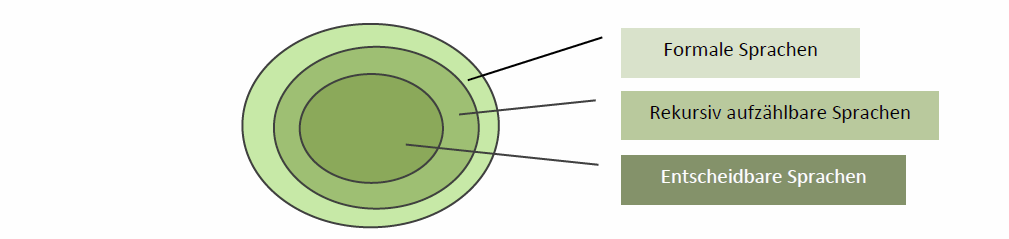 Formale Sprachen
Rekursiv aufzählbare Sprachen
Entscheidbare Sprachen